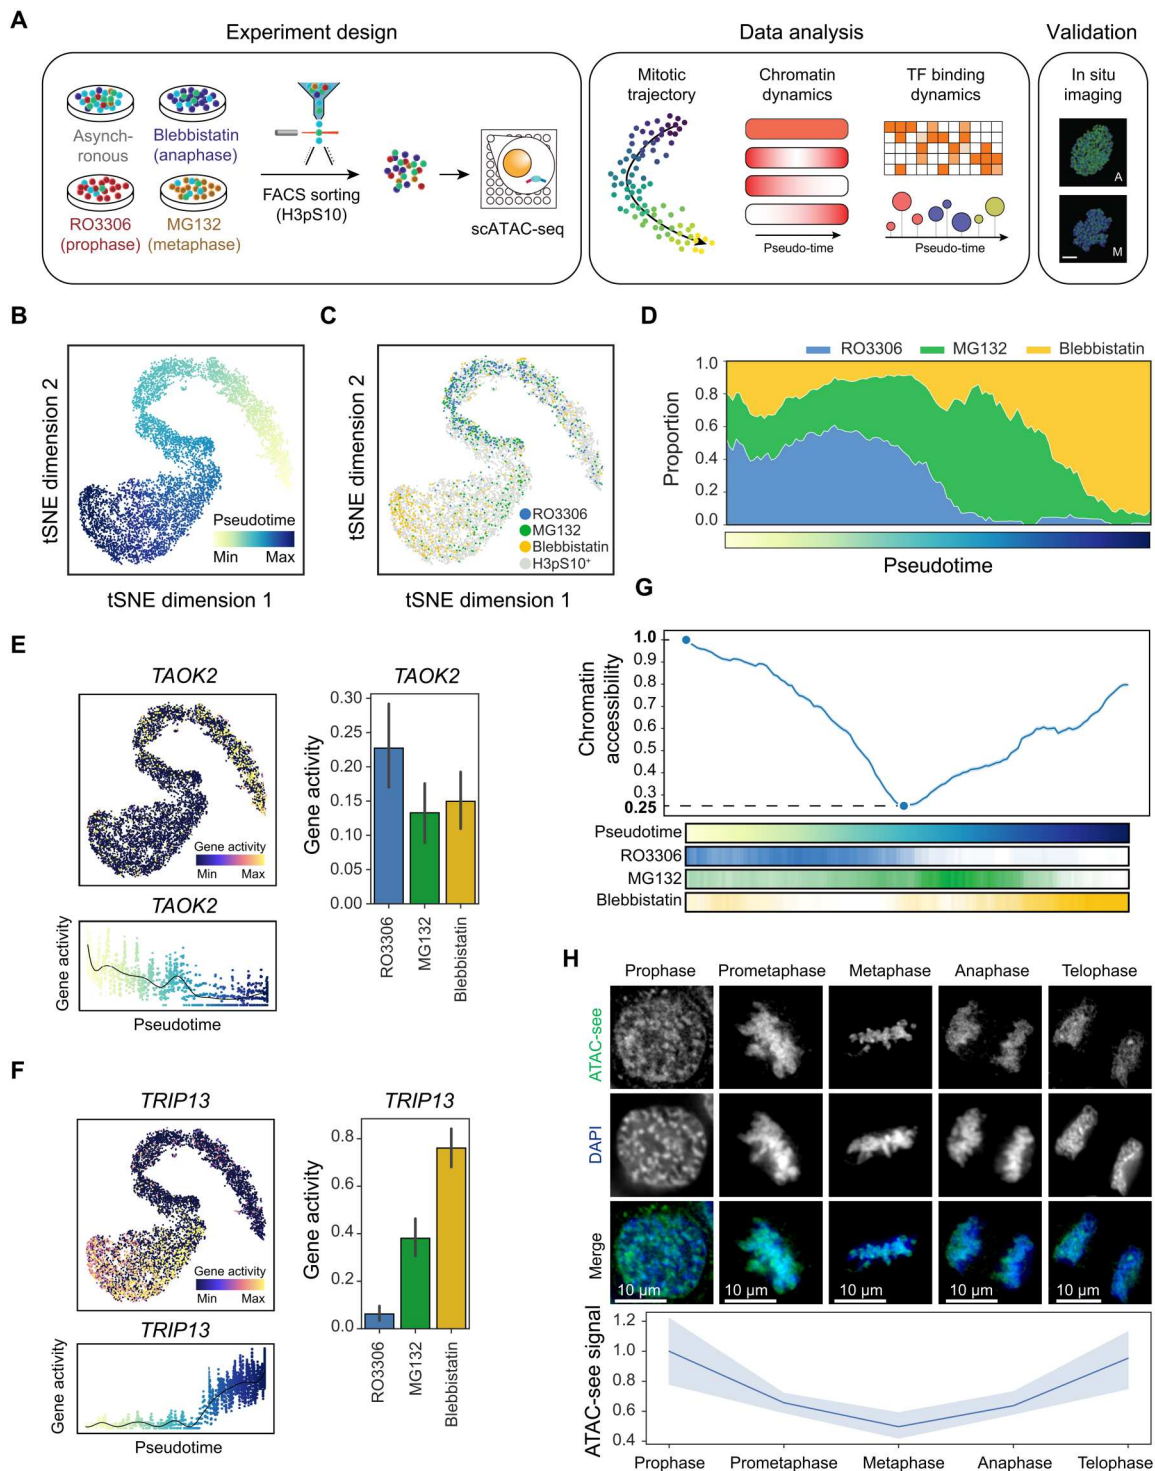 A
Experiment design
Data analysis
Validation
Asynch-
ronous
Blebbistatin
(anaphase)
RO3306
(prophase)
MG132
(metaphase)
FACS sorting
(H3pS10)
scATAC-seq
Mitotic
trajectory
Chromatin
dynamics
Pseudo-time
TF binding
dynamics
Pseudo-time
In situ
imaging
A
M
B
tSNE dimension 2
Pseudotime
Min Max
tSNE dimension 1
C
tSNE dimension 2
RO3306
MG132
Blebbistatin
H3pS10+
tSNE dimension 1
D
RO3306 MG132 Blebbistatin
Proportion
1.0
0.8
0.6
0.4
0.2
0.0
Pseudotime
E
TAOK2
Gene activity
Min Max
TAOK2
Gene activity
Pseudotime
TAOK2
Gene activity
0.30
0.25
0.20
0.15
0.10
0.05
0.00
RO3306
MG132
Blebbistatin
F
TRIP13
Gene activity
Min Max
TRIP13
Gene activity
Pseudotime
TRIP13
Gene activity
0.8
0.6
0.4
0.2
0.0
RO3306
MG132
Blebbistatin
G
Chromatin
accessibility
1.0
0.9
0.8
0.7
0.6
0.5
0.4
0.3
0.25
Pseudotime
RO3306
MG132
Blebbistatin
H
Prophase Prometaphase Metaphase Anaphase Telophase
ATAC-see
DAPI
Merge
10 µm 10 µm 10 µm 10 µm 10 µm
ATAC-see signal
1.2
1.0
0.8
0.6
0.4
Prophase Prometaphase Metaphase Anaphase Telophase